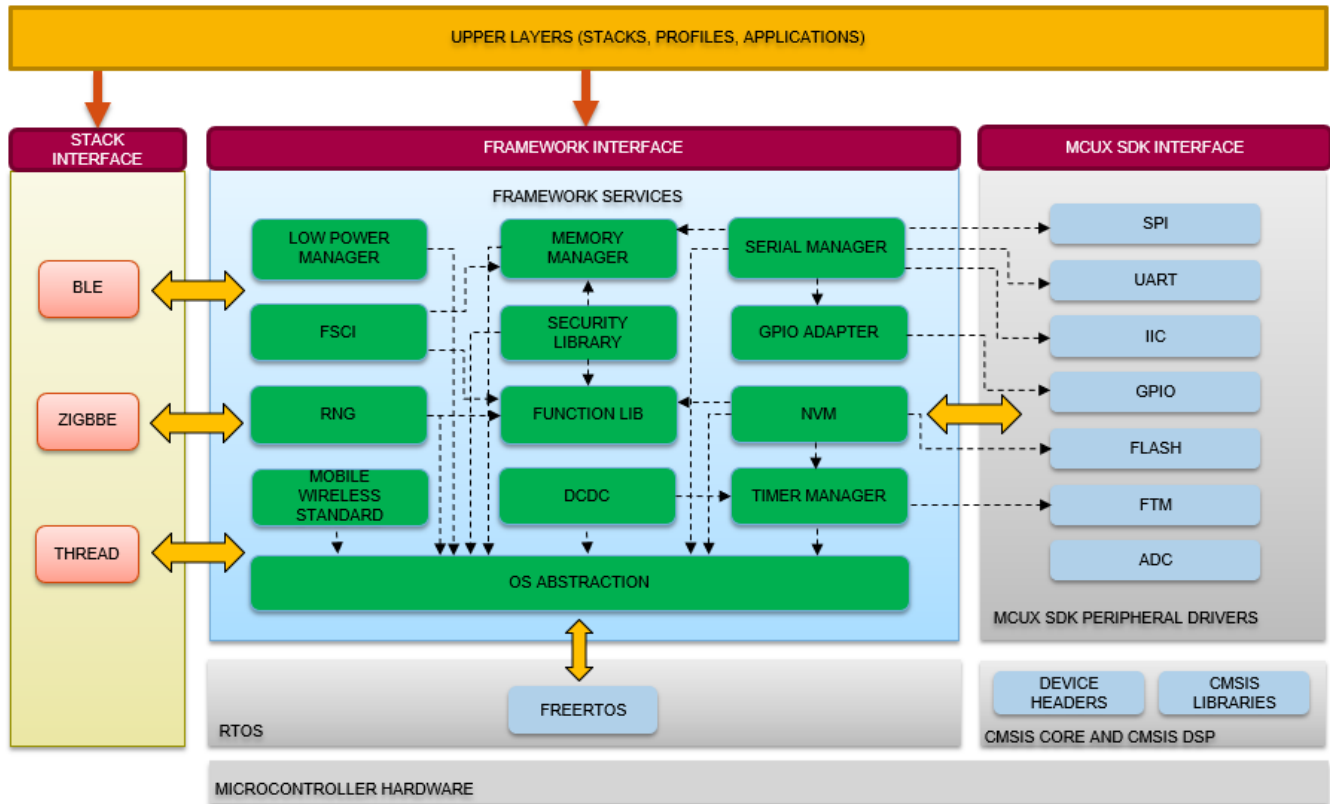 UPPER LAYERS (STACKS, PROFILES, APPLICATIONS)
STACK
INTERFACE
FRAMEWORK INTERFACE
MCUX SDK INTERFACE
FRAMEWORK SERVICES
LOW POWER
MANAGER
MEMORY
MANAGER
SERIAL MANAGER
SPI
BLE
UART
FSCI
SECURITY
LIBRARY
GPIO ADAPTER
IIC
GPIO
ZIGBBE
RNG
FUNCTION LIB
NVM
FLASH
MOBILE
WIRELESS
STANDARD
DCDC
TIMER MANAGER
FTM
THREAD
OS ABSTRACTION
ADC
MCUX SDK PERIPHERAL DRIVERS
FREERTOS
RTOS
DEVICE
HEADERS
CMSIS
LIBRARIES
CMSIS CORE AND CMSIS DSP
MICROCONTROLLER HARDWARE